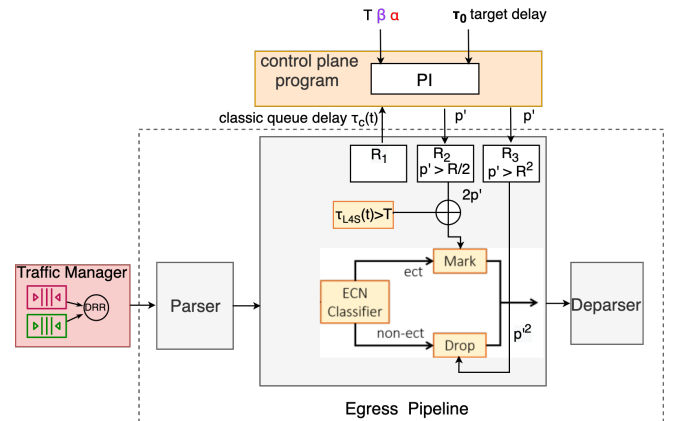 T β α
τ₀ target delay
control plane
program
PI
classic queue delay τc(t)
p'
p'
R₁
R₂
p' > R/2
R₃
p' > R²
2p'
τL4S(t)>T
Traffic Manager
DRR
Parser
ECN
Classifier
ect
non-ect
Mark
Drop
p'²
Deparser
Egress Pipeline